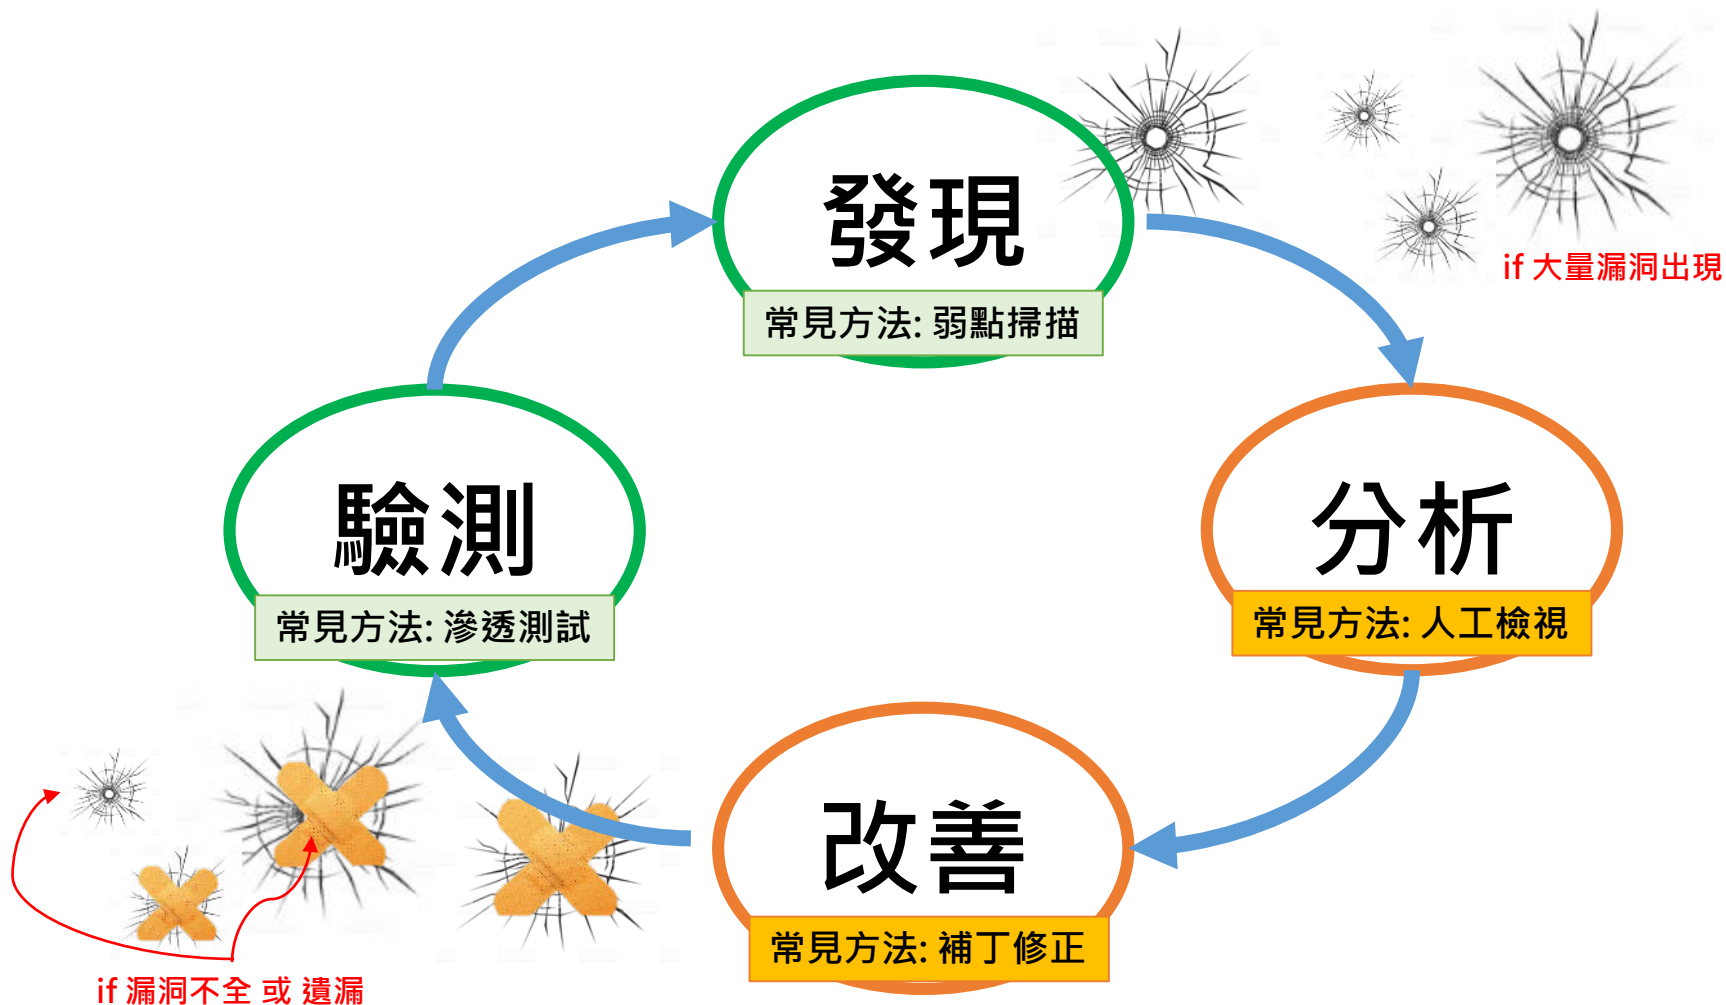 發現
常見方法: 弱點掃描
if 大量漏洞出現
分析
常見方法: 人工檢視
改善
常見方法: 補丁修正
驗測
常見方法: 滲透測試
if 漏洞不全 或 遺漏